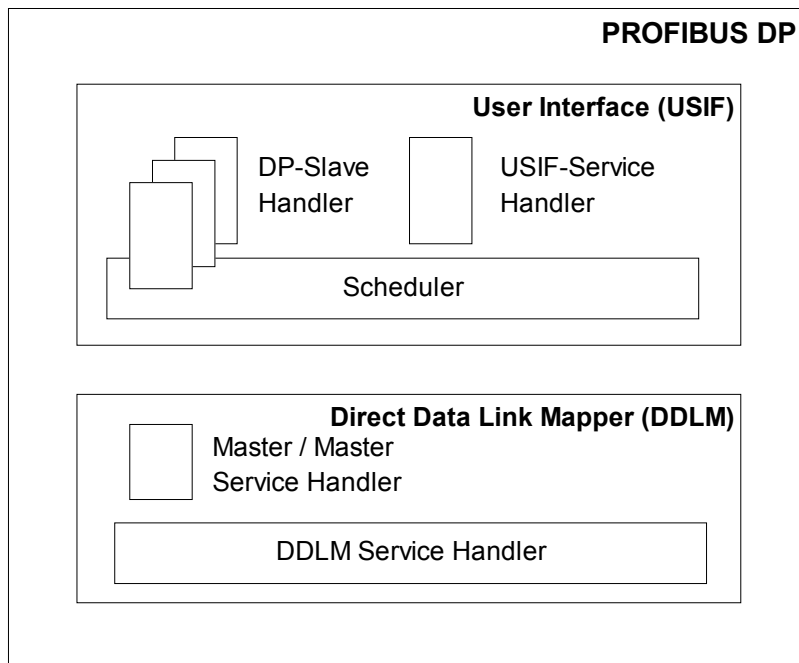 PROFIBUS DP
User Interface (USIF)
DP-Slave
Handler
USIF-Service
Handler
Scheduler
Direct Data Link Mapper (DDLM)
Master / Master
Service Handler
DDLM Service Handler